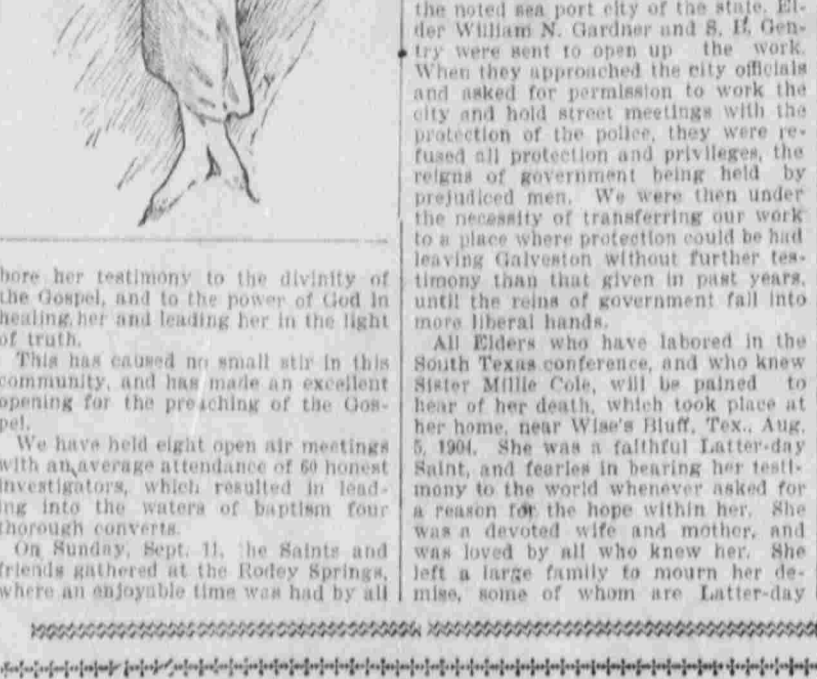 bore her testimony to the divinity of
the Gospel, and to the power of God in
healing her and leading her in the light
of truth.
This has caused no small stir in this
community, and has made an excellent
opening for the preaching of the Gos-
pel.
We have held eight open air meetings
with an average attendance of 60 honest
investigators, which resulted in lead-
ing into the waters of baptism four
thorough converts.
On Sunday, Sept. 11, he Saints and
friends gathered at the Rodey Springs,
where an enjoyable time was had by all
the noted sea port city of the state. El-
der William N. Gardner and S. H. Gen-
try were sent to open up the work.
When they approached the city officials
and asked for permission to work the
city and hold street meetings with the
protection of the police, they were re-
fused all protection and privileges, the
reigns of government being held by
prejudiced men. We were then under
the necessity of transferring our work
to a place where protection could be had
leaving Galveston without further tes-
timony than that given in past years,
until the reins of government fall into
more liberal hands.
All Elders who have labored in the
South Texas conference, and who knew
Sister Millie Cole, will be pained to
hear of her death, which took place at
her home, near Wise's Bluff, Tex., Aug.
5, 1904. She was a faithful Latter-day
Saint, and fearles in bearing her testi-
mony to the world whenever asked for
a reason for the hope within her. She
was a devoted wife and mother, and
was loved by all who knew her. She
left a large family to mourn her de-
mise, some of whom are Latter-day